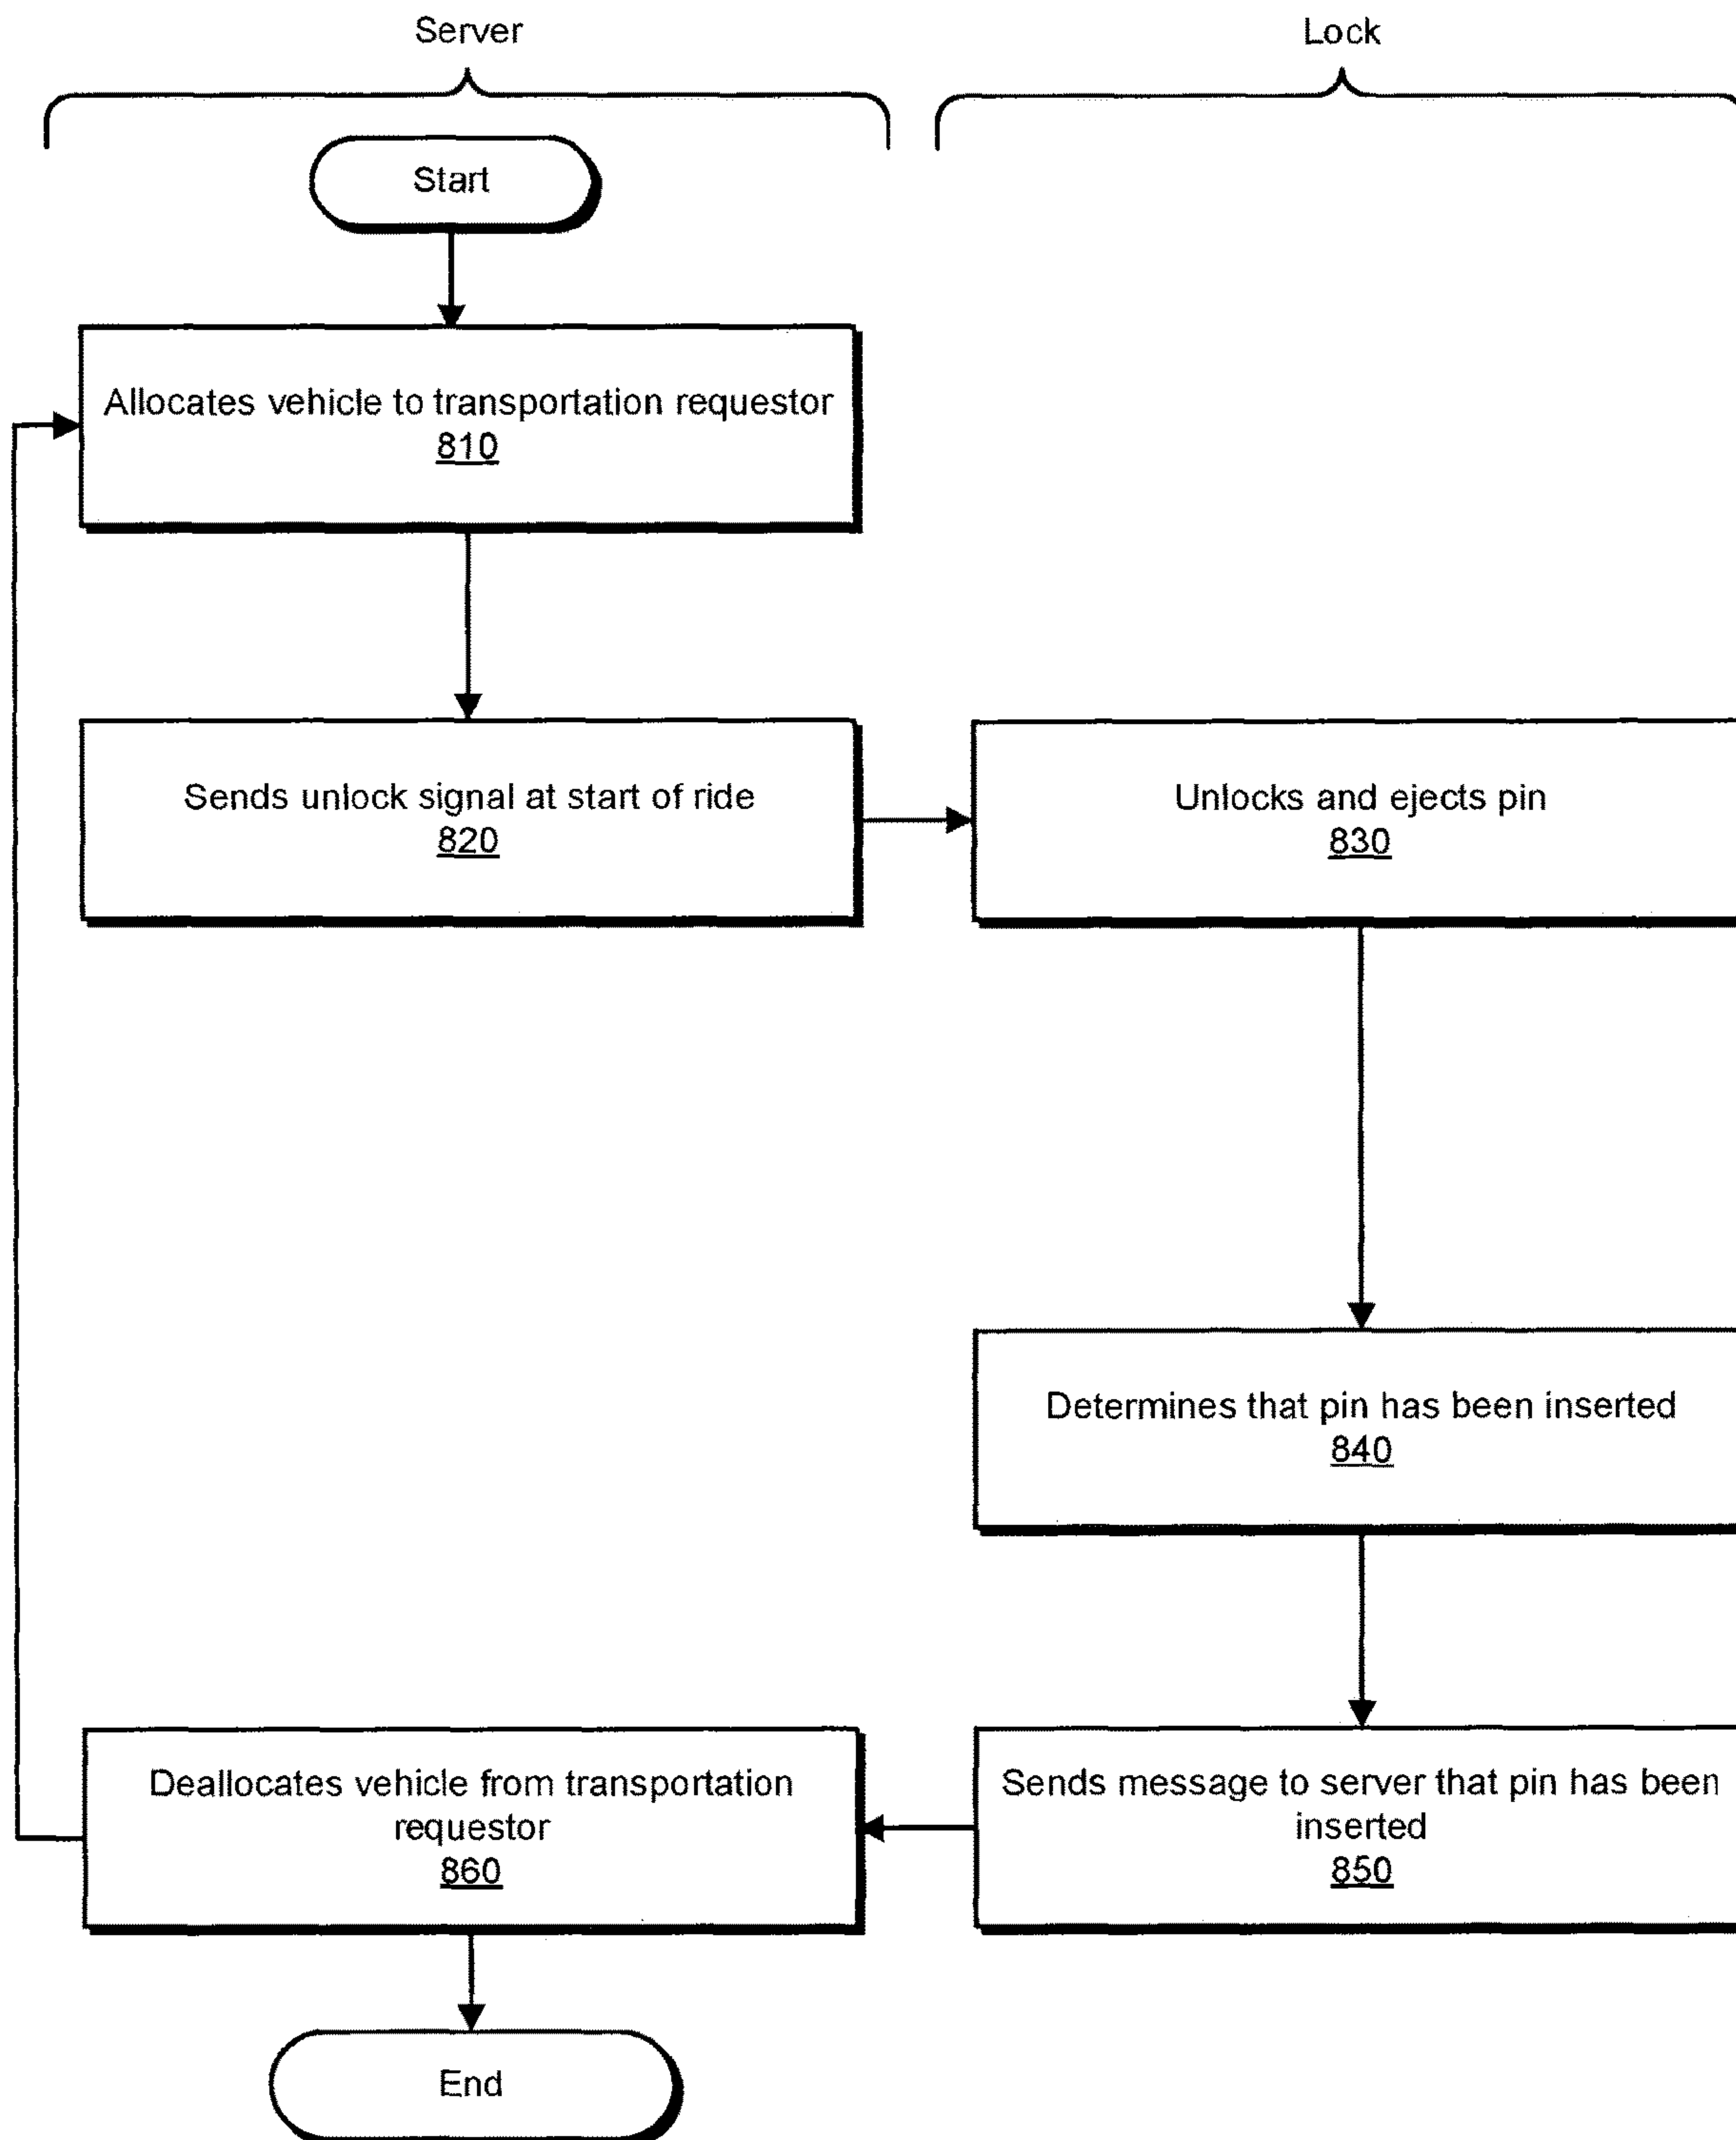 Server
Lock
Start
Allocates vehicle to transportation requestor
810
Sends unlock signal at start of ride
820
Unlocks and ejects pin
830
Determines that pin has been inserted
840
Sends message to server that pin has been
inserted
850
Deallocates vehicle from transportation
requestor
860
End